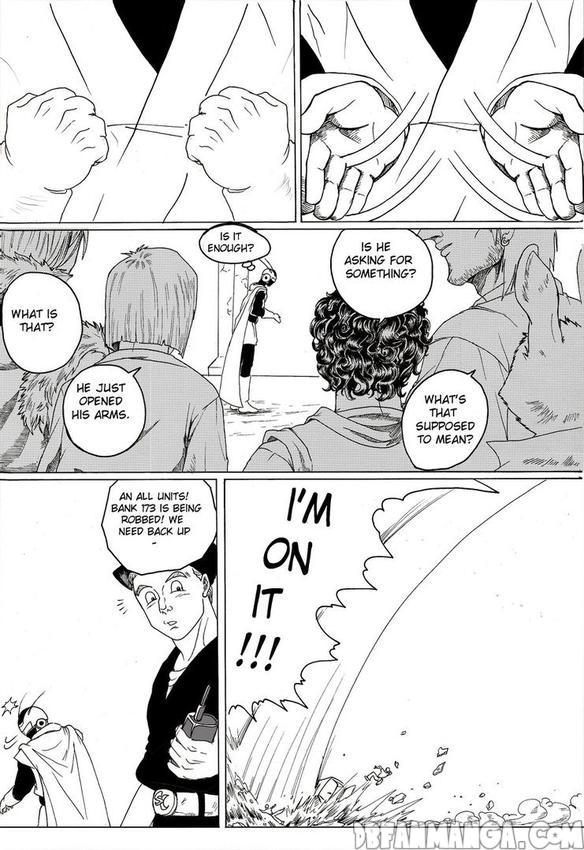 IS IT
ENOUGH?
IS HE
ASKING FOR
SOMETHING?
WHAT IS
THAT?
HE JUST
OPENED
HIS ARMS.
WHAT'S
THAT
SUPPOSED
TO MEAN?
AN ALL UNITS!
BANK 173 IS BEING
ROBBED! WE
NEED BACK UP
-
I'M
ON
IT
!!!
DBFANMANGA.COM